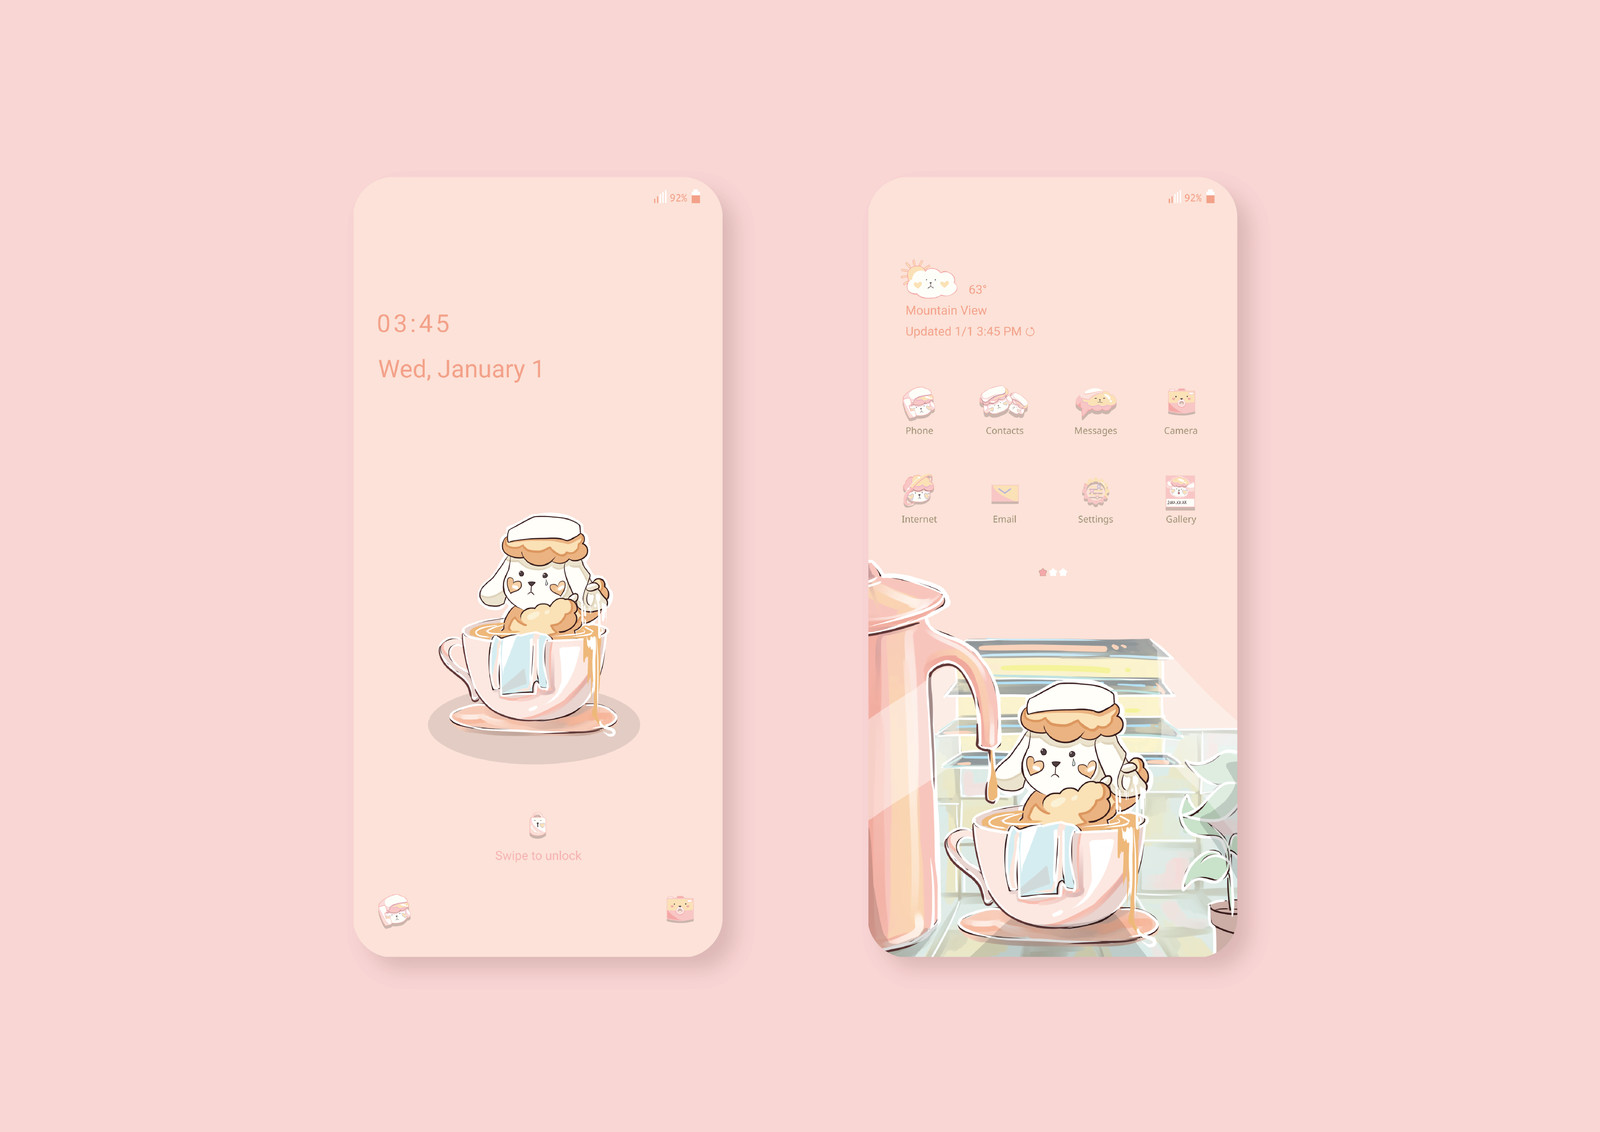 92%
03:45
Wed, January 1
Swipe to unlock
92%
63°
Mountain View
Updated 1/1 3:45 PM
Phone
Contacts
Messages
Camera
Internet
Email
Settings
Gallery